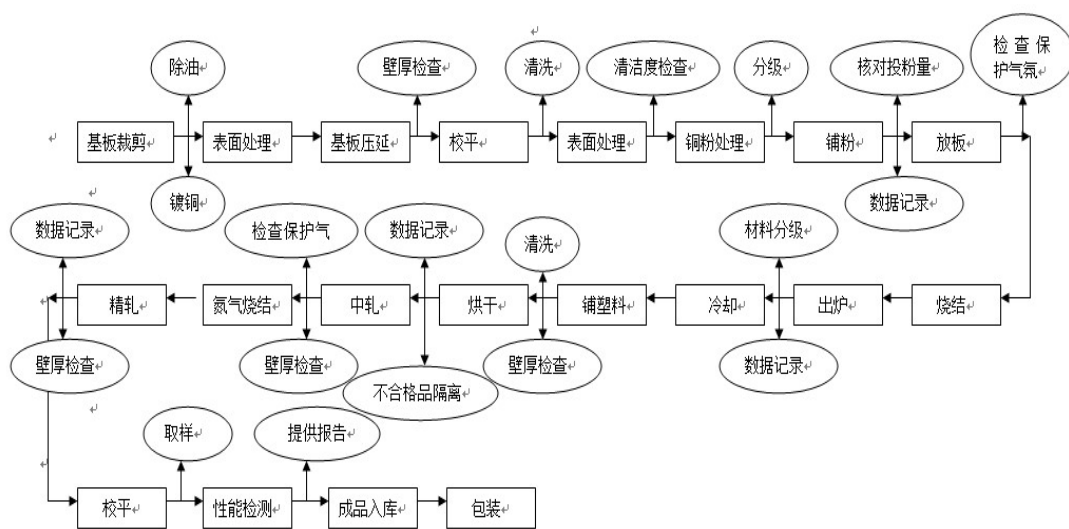 除油
壁厚检查
清洗
清洁度检查
分级
核对投粉量
检查保
护气氛
基板裁剪
表面处理
基板压延
校平
表面处理
铜粉处理
铺粉
放板
镀铜
数据记录
数据记录
检查保护气
数据记录
清洗
材料分级
精轧
氮气烧结
中轧
烘干
铺塑料
冷却
出炉
烧结
壁厚检查
壁厚检查
不合格品隔离
壁厚检查
数据记录
取样
提供报告
校平
性能检测
成品入库
包装